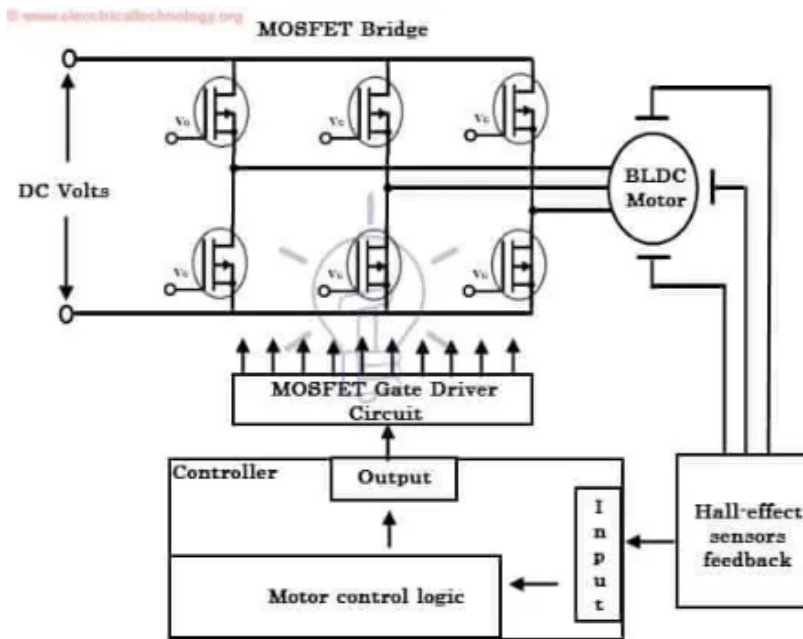 © www.electricaltechnology.org
MOSFET Bridge
DC Volts
BLDC
Motor
MOSFET Gate Driver
Circuit
Controller
Output
Input
Motor control logic
Hall-effect
sensors
feedback